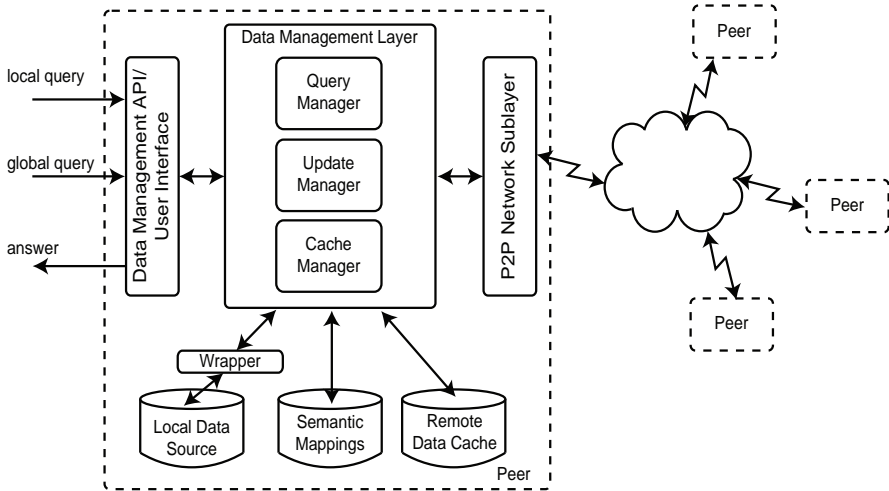 local query
global query
answer
Data Management API/
User Interface
Data Management Layer
Query
Manager
Update
Manager
Cache
Manager
P2P Network Sublayer
Wrapper
Local Data
Source
Semantic
Mappings
Remote
Data Cache
Peer
Peer
Peer
Peer